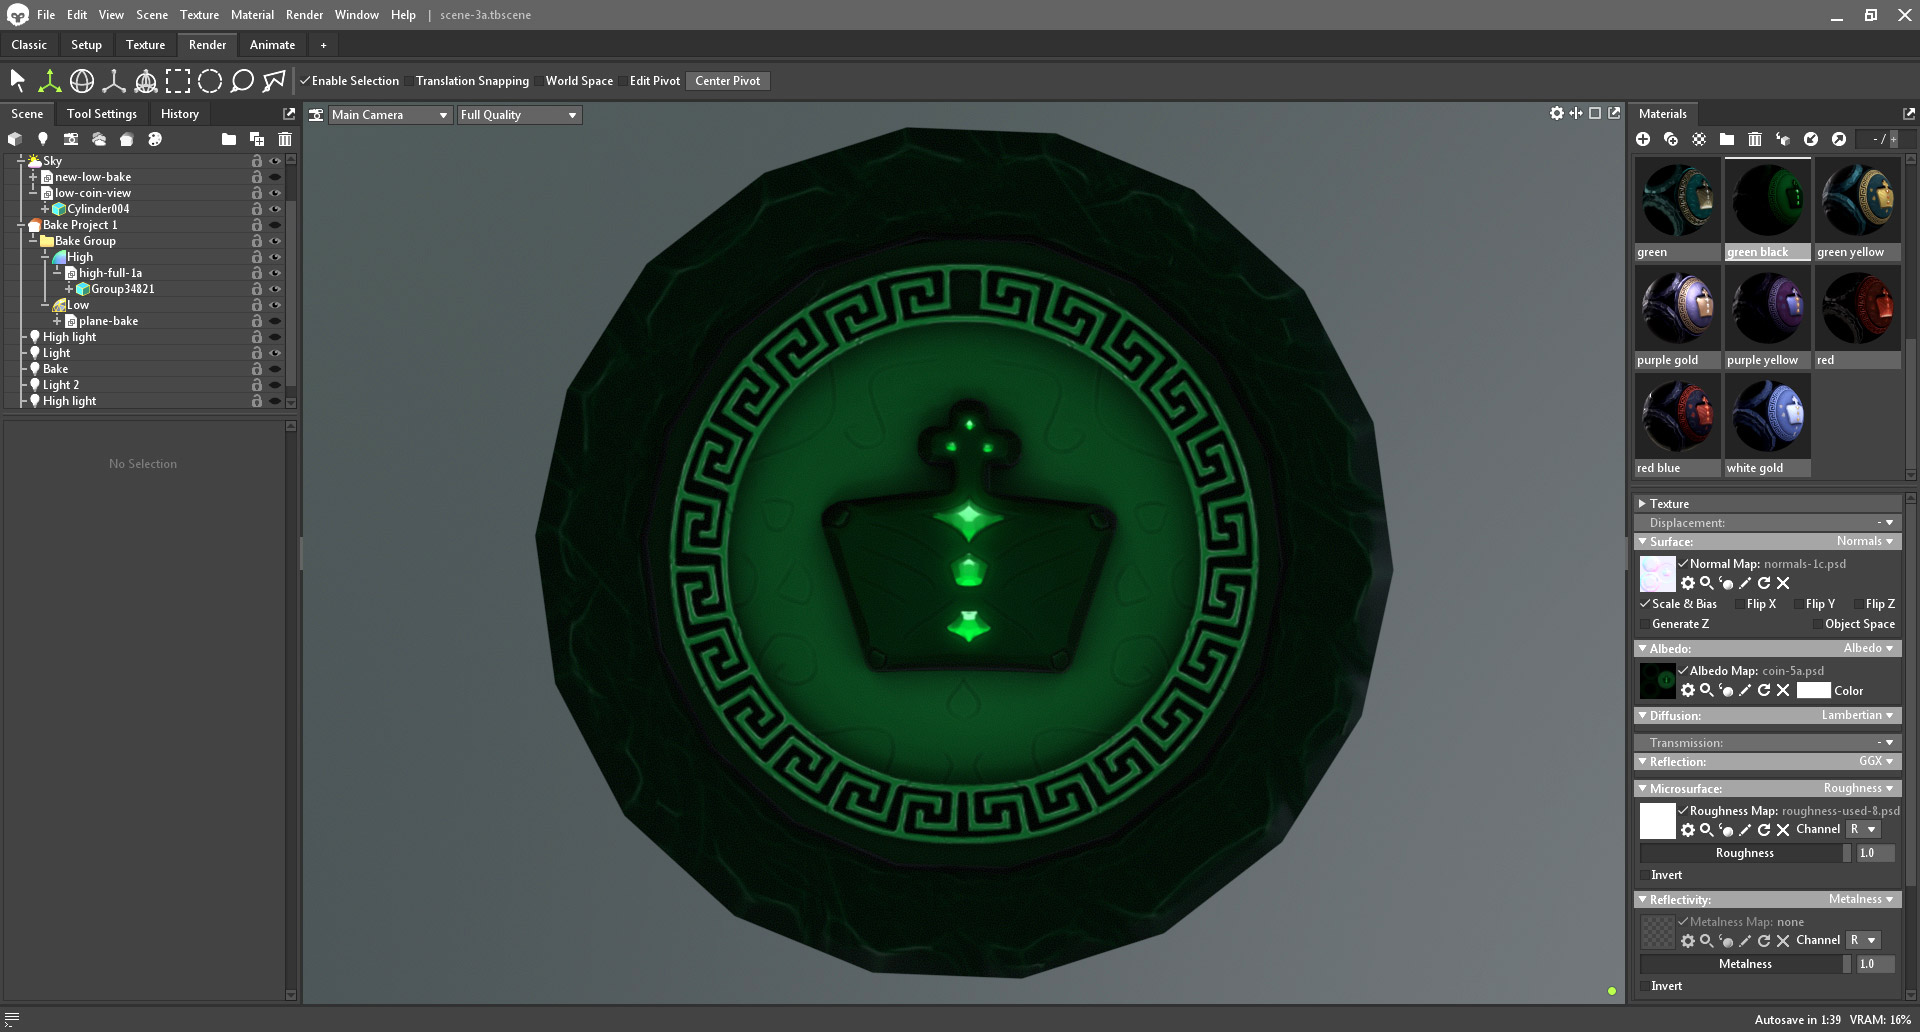 File Edit View Scene Texture Material Render Window Help | scene-3a.tbscene
Classic Setup Texture Render Animate +
Enable Selection Translation Snapping World Space Edit Pivot Center Pivot
Scene Tool Settings History
Main Camera Full Quality
Materials
- / +
Sky
new-low-bake
low-coin-view
Cylinder004
Bake Project 1
Bake Group
High
high-full-1a
Group34821
Low
plane-bake
High light
Light
Bake
Light 2
High light
No Selection
green green black green yellow
purple gold purple yellow red
red blue white gold
Texture
Displacement: -
Surface: Normals
Normal Map: normals-1c.psd
Scale & Bias Flip X Flip Y Flip Z
Generate Z Object Space
Albedo: Albedo
Albedo Map: coin-5a.psd
Color
Diffusion: Lambertian
Transmission: -
Reflection: GGX
Microsurface: Roughness
Roughness Map: roughness-used-8.psd
Channel R
Roughness 1.0
Invert
Reflectivity: Metalness
Metalness Map: none
Channel R
Metalness 1.0
Invert
Autosave in 1:39 VRAM: 16%